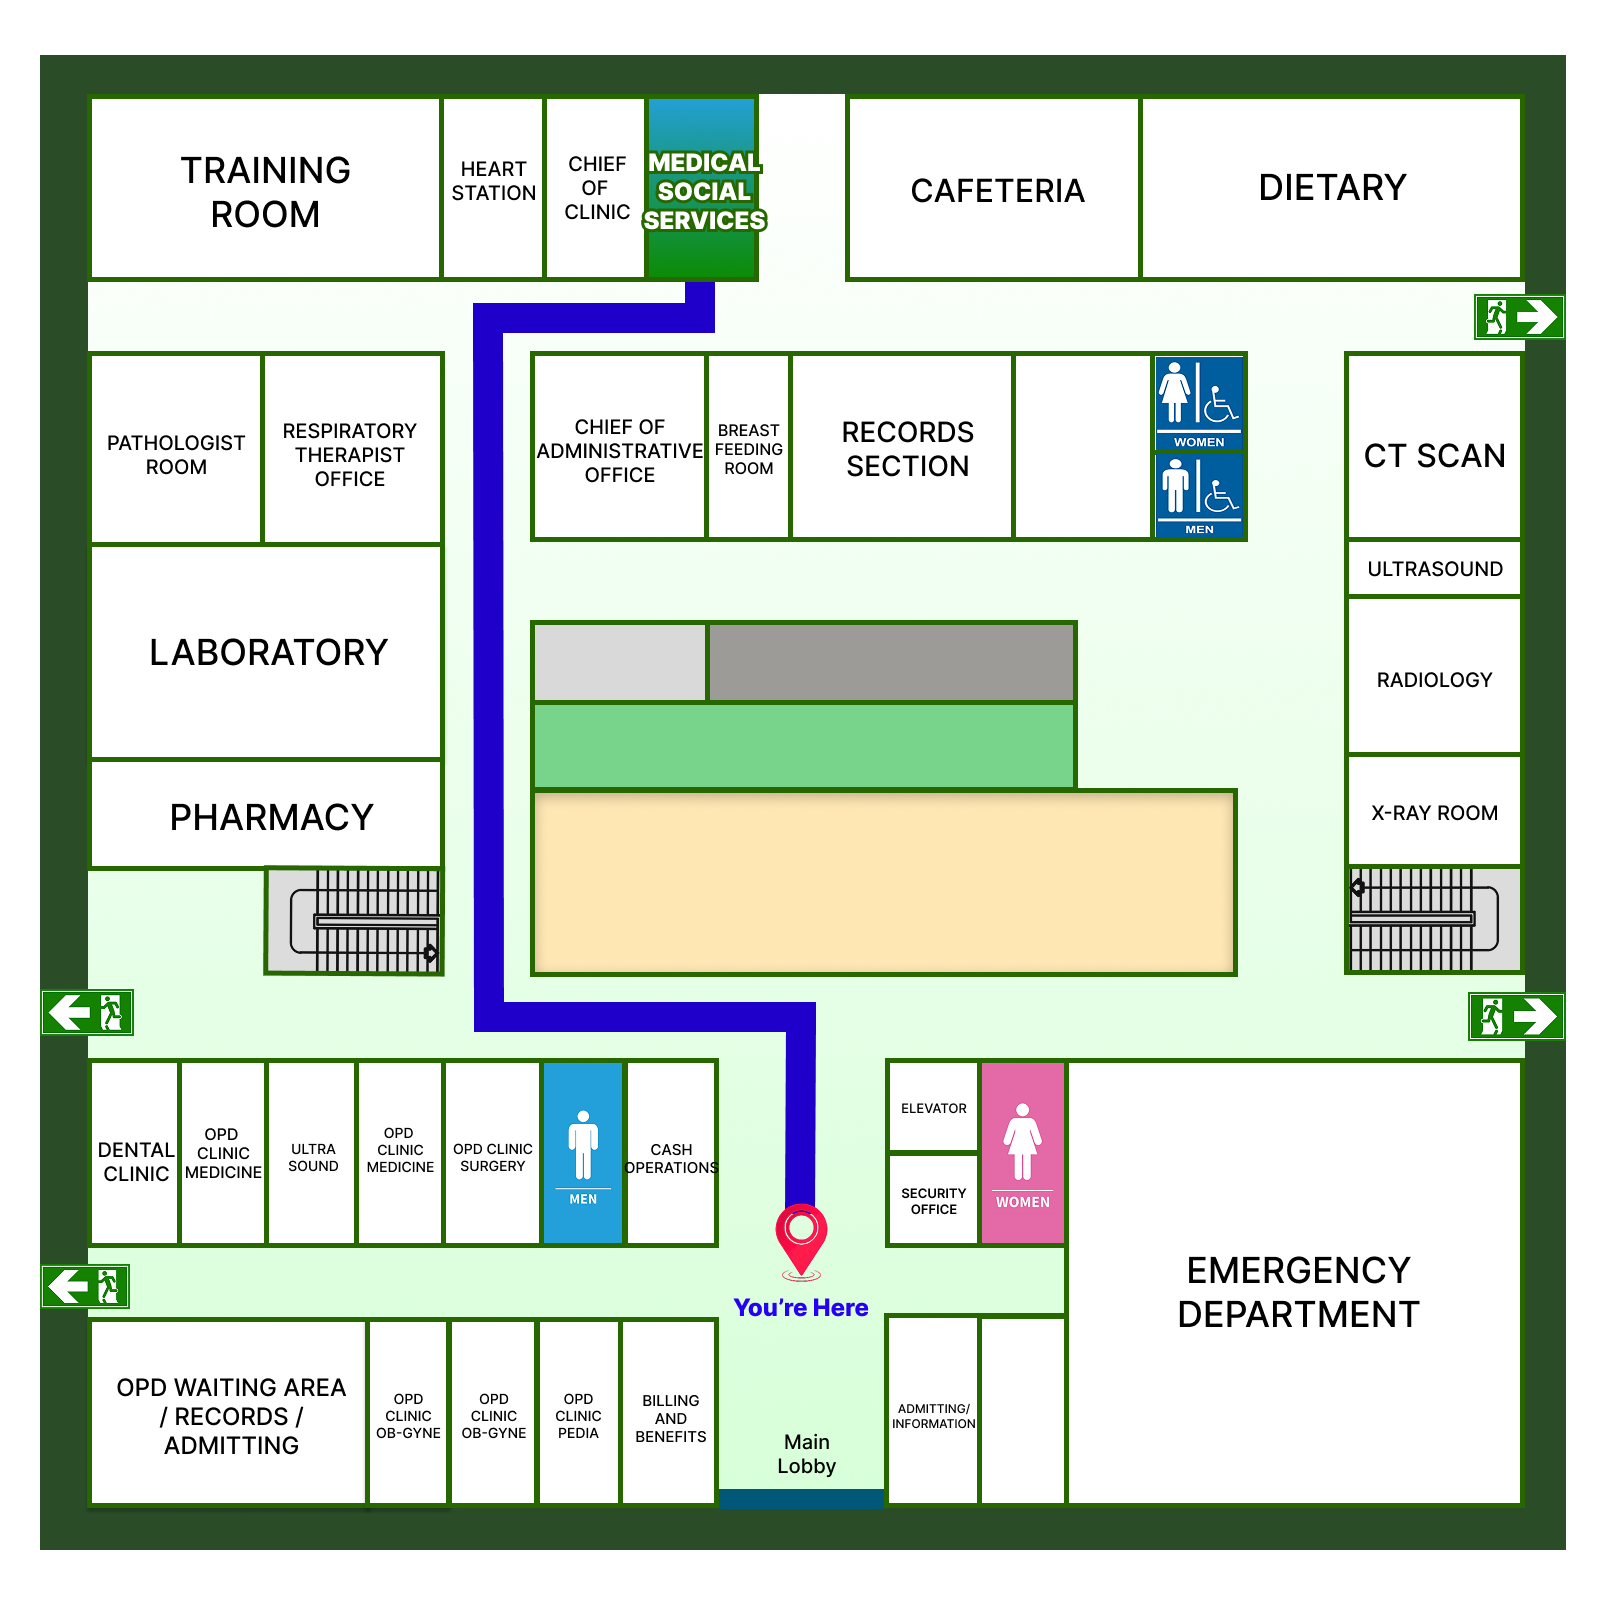 TRAINING
ROOM
HEART
STATION
CHIEF
OF
CLINIC
MEDICAL
SOCIAL
SERVICES
CAFETERIA
DIETARY
PATHOLOGIST
ROOM
RESPIRATORY
THERAPIST
OFFICE
CHIEF OF
ADMINISTRATIVE
OFFICE
BREAST
FEEDING
ROOM
RECORDS
SECTION
WOMEN
MEN
CT SCAN
ULTRASOUND
LABORATORY
RADIOLOGY
PHARMACY
X-RAY ROOM
DENTAL
CLINIC
OPD
CLINIC
MEDICINE
ULTRA
SOUND
OPD
CLINIC
MEDICINE
OPD CLINIC
SURGERY
MEN
CASH
OPERATIONS
ELEVATOR
SECURITY
OFFICE
WOMEN
EMERGENCY
DEPARTMENT
You're Here
OPD WAITING AREA
/ RECORDS /
ADMITTING
OPD
CLINIC
OB-GYNE
OPD
CLINIC
OB-GYNE
OPD
CLINIC
PEDIA
BILLING
AND
BENEFITS
Main
Lobby
ADMITTING/
INFORMATION